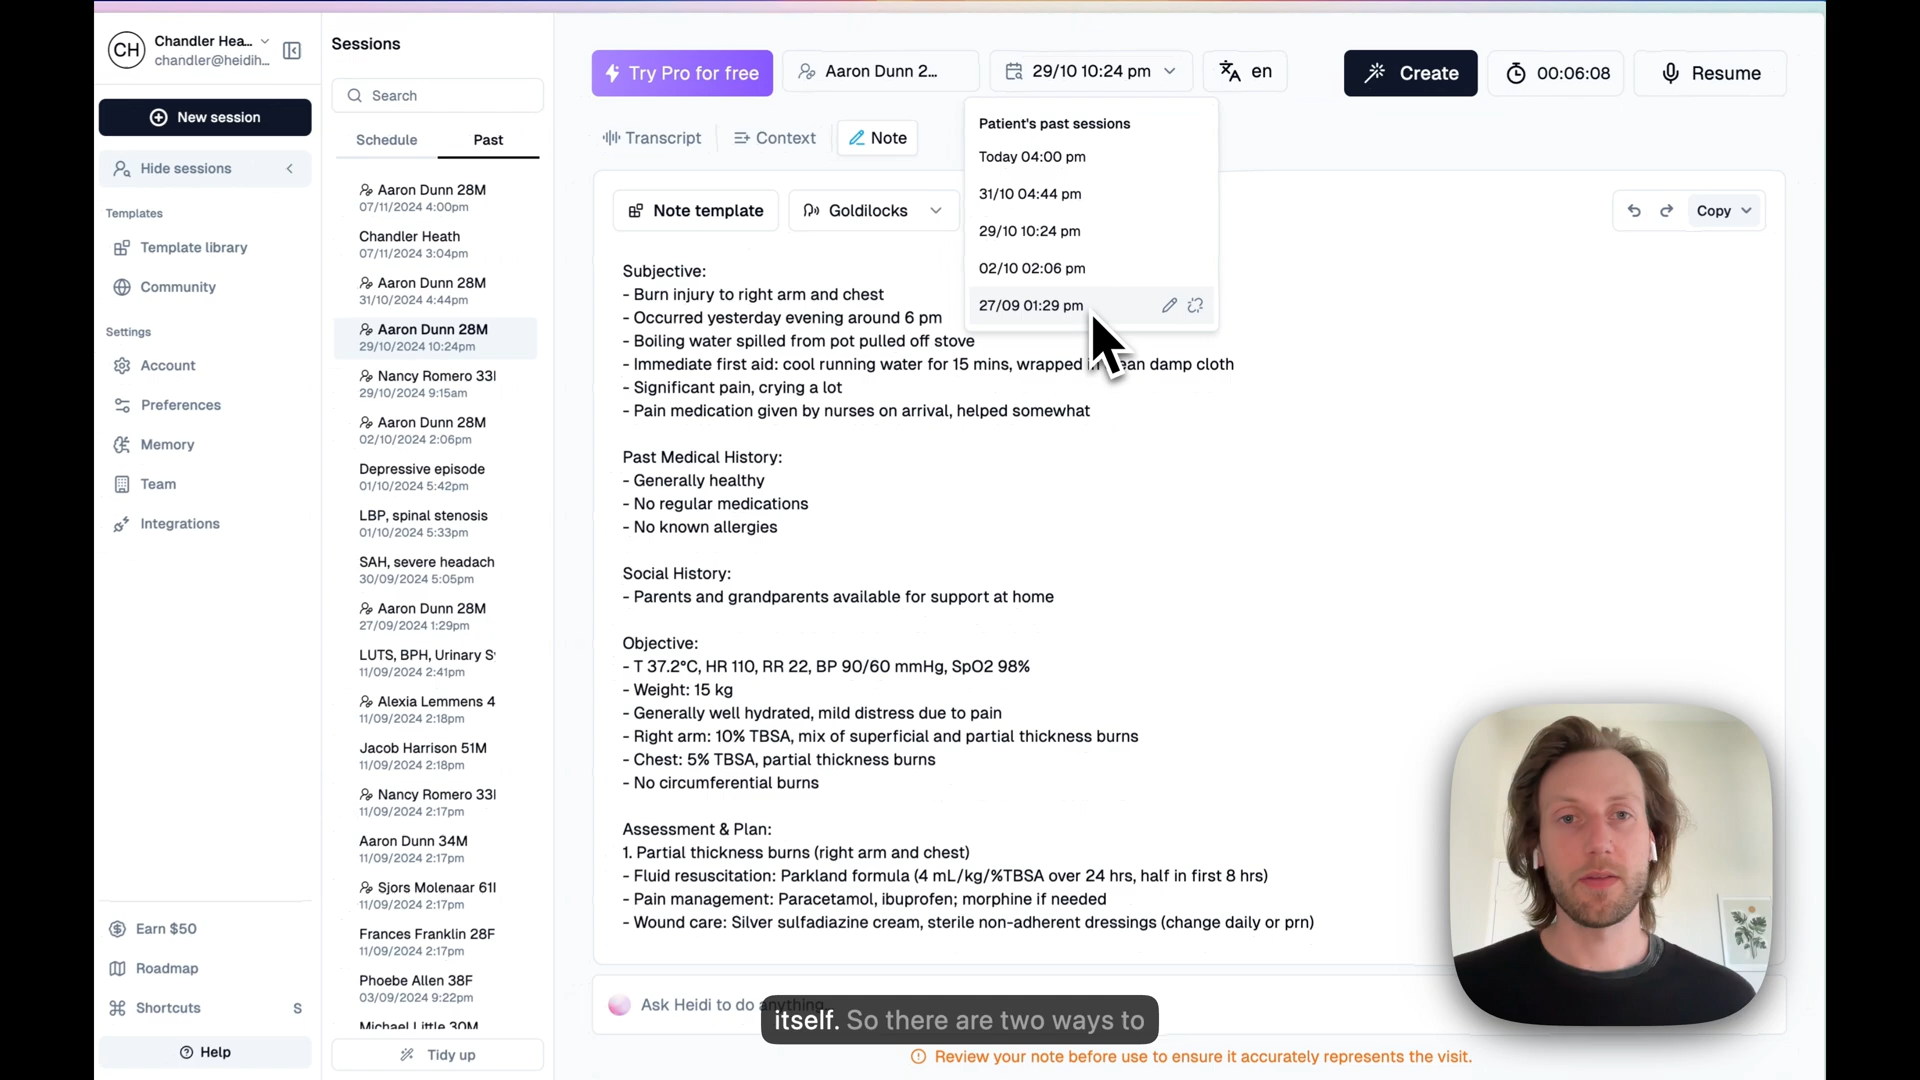 CH
Chandler Hea...
chandler@heidih...
New session
Hide sessions
Templates
Template library
Community
Settings
Account
Preferences
Memory
Team
Integrations
Earn $50
Roadmap
Shortcuts S
Help
Sessions
Search
Schedule Past
Aaron Dunn 28M
07/11/2024 4:00pm
Chandler Heath
07/11/2024 3:04pm
Aaron Dunn 28M
31/10/2024 4:44pm
Aaron Dunn 28M
29/10/2024 10:24pm
Nancy Romero 33
29/10/2024 9:15am
Aaron Dunn 28M
02/10/2024 2:06pm
Depressive episode
01/10/2024 5:42pm
LBP, spinal stenosis
01/10/2024 5:33pm
SAH, severe headach
30/09/2024 5:05pm
Aaron Dunn 28M
27/09/2024 1:29pm
LUTS, BPH, Urinary S
11/09/2024 2:41pm
Alexia Lemmens 4
11/09/2024 2:18pm
Jacob Harrison 51M
11/09/2024 2:18pm
Nancy Romero 33
11/09/2024 2:17pm
Aaron Dunn 34M
11/09/2024 2:17pm
Sjors Molenaar 61
11/09/2024 2:17pm
Frances Franklin 28F
11/09/2024 2:17pm
Phoebe Allen 38F
03/09/2024 9:22pm
Michael Little 30M
Tidy up
Try Pro for free
Aaron Dunn 2...
29/10 10:24 pm
en
Create
00:06:08
Resume
Transcript
Context
Note
Patient's past sessions
Today 04:00 pm
31/10 04:44 pm
29/10 10:24 pm
02/10 02:06 pm
27/09 01:29 pm
Note template
Goldilocks
Copy
Subjective:
- Burn injury to right arm and chest
- Occurred yesterday evening around 6 pm
- Boiling water spilled from pot pulled off stove
- Immediate first aid: cool running water for 15 mins, wrapped ean damp cloth
- Significant pain, crying a lot
- Pain medication given by nurses on arrival, helped somewhat
Past Medical History:
- Generally healthy
- No regular medications
- No known allergies
Social History:
- Parents and grandparents available for support at home
Objective:
- T 37.2°C, HR 110, RR 22, BP 90/60 mmHg, SpO2 98%
- Weight: 15 kg
- Generally well hydrated, mild distress due to pain
- Right arm: 10% TBSA, mix of superficial and partial thickness burns
- Chest: 5% TBSA, partial thickness burns
- No circumferential burns
Assessment & Plan:
1. Partial thickness burns (right arm and chest)
- Fluid resuscitation: Parkland formula (4 mL/kg/%TBSA over 24 hrs, half in first 8 hrs)
- Pain management: Paracetamol, ibuprofen; morphine if needed
- Wound care: Silver sulfadiazine cream, sterile non-adherent dressings (change daily or prn)
Ask Heidi to do anything
itself. So there are two ways to
Review your note before use to ensure it accurately represents the visit.